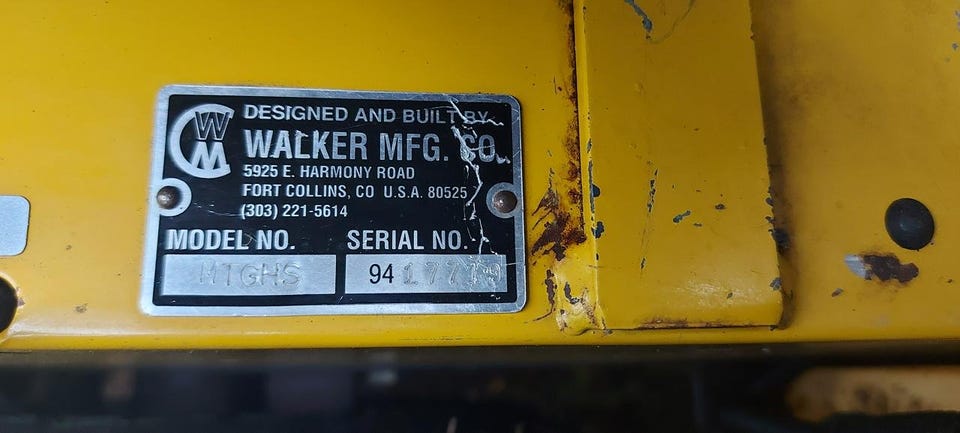 DESIGNED AND BUILT BY
WALKER MFG. CO.
5925 E. HARMONY ROAD
FORT COLLINS, CO U.S.A. 80525
(303) 221-5614
MODEL NO. SERIAL NO.
MTGHS 94